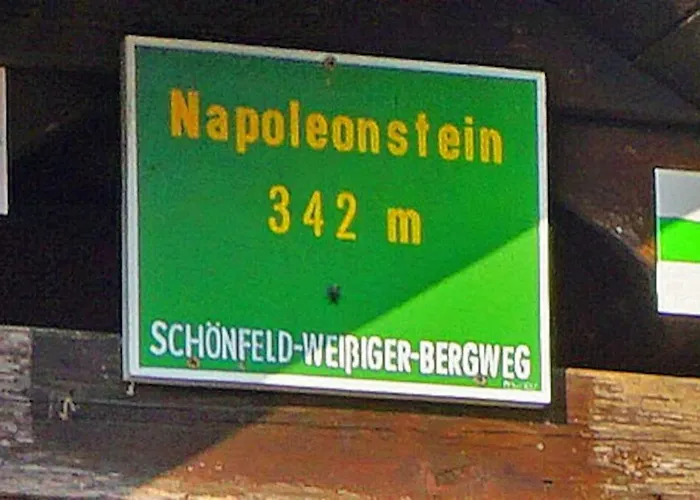 Napoleonstein
342 m
SCHÖNFELD-WEIßIGER-BERGWEG